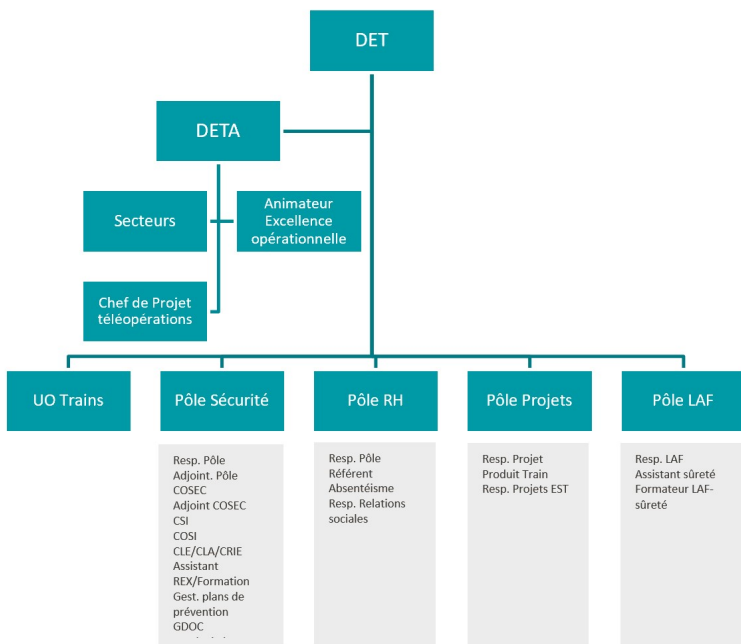 DET
DETA
Secteurs
Animateur
Excellence
opérationnelle
Chef de Projet
téléopérations
UO Trains
Pôle Sécurité
Pôle RH
Pôle Projets
Pôle LAF
Resp. Pôle
Adjoint. Pôle
COSEC
Adjoint COSEC
CSI
COSI
CLE/CLA/CRIE
Assistant
REX/Formation
Gest. plans de
prévention
GDOC
Resp. Pôle
Référent
Absentéisme
Resp. Relations
sociales
Resp. Projet
Produit Train
Resp. Projets EST
Resp. LAF
Assistant sûreté
Formateur LAF-
sûreté